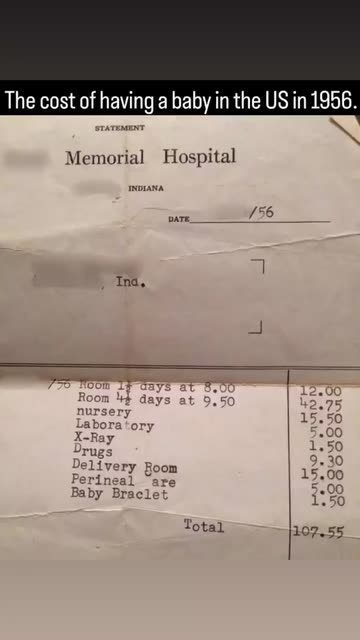 The cost of having a baby in the US in 1956.
STATEMENT
Memorial Hospital
INDIANA
DATE /56
Ind.
/56 Room 1½ days at 8.00 12.00
Room 4½ days at 9.50 42.75
nursery 15.50
Laboratory 5.00
X-Ray 1.50
Drugs 9.30
Delivery Room 15.00
Perineal are 5.00
Baby Braclet 1.50
Total 107.55